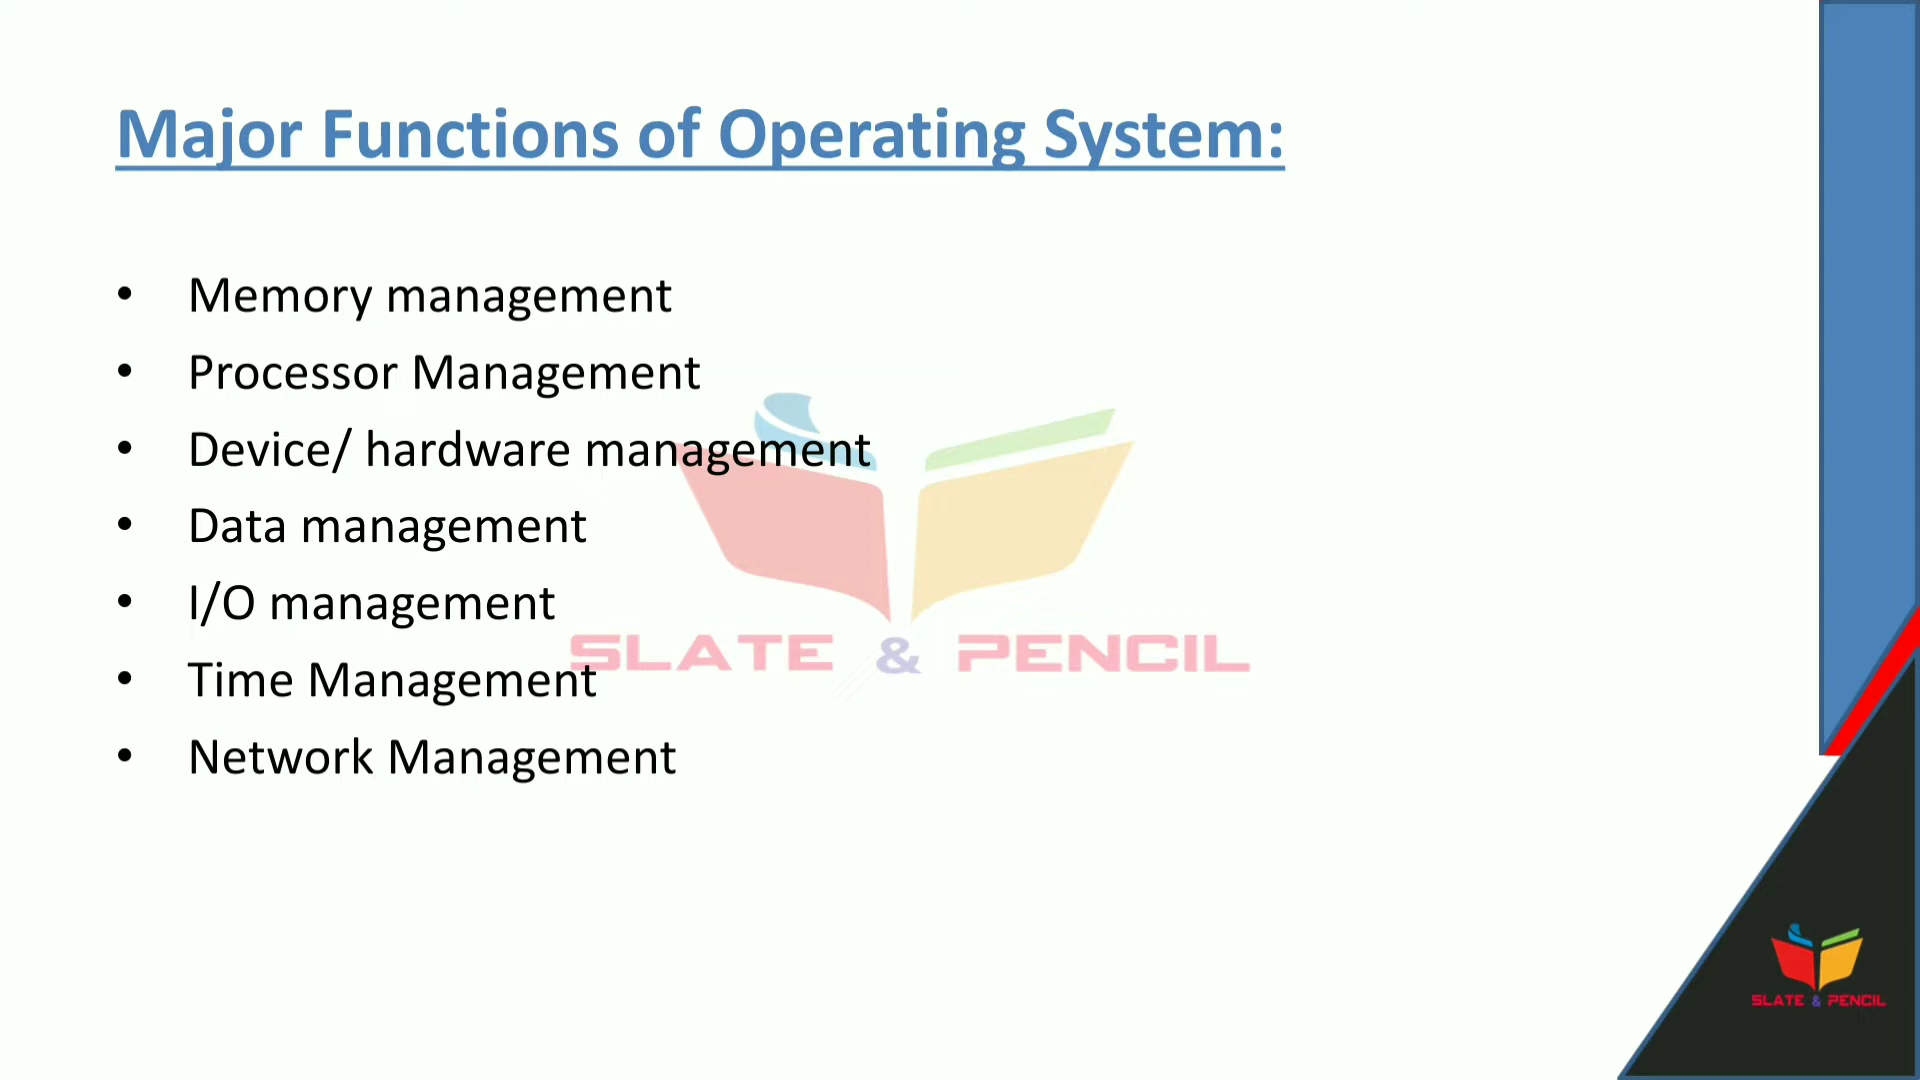 Major Functions of Operating System:
• Memory management
• Processor Management
• Device/ hardware management
• Data management
• I/O management
• Time Management
• Network Management
SLATE & PENCIL
SLATE & PENCIL